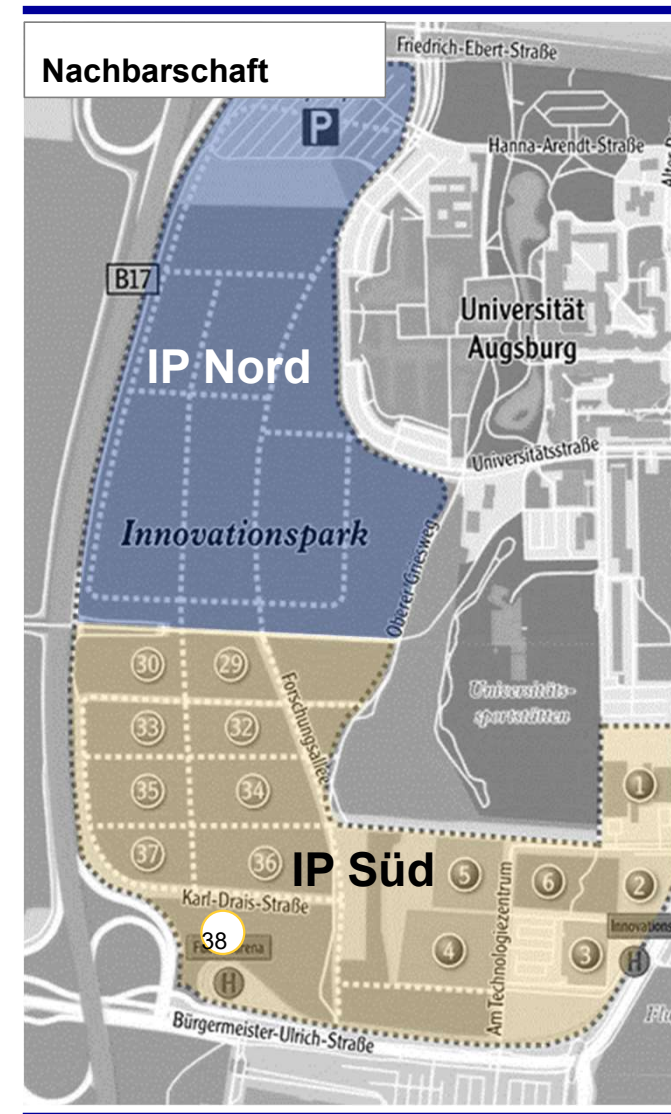 Nachbarschaft
Friedrich-Ebert-Straße
P
Hanna-Arendt-Straße
B17
Universität
Augsburg
IP Nord
Universitätsstraße
Innovationspark
Oberer Griesweg
30
29
Forschungsallee
Universitäts-
sportstätten
33
32
35
34
1
37
36
IP Süd
5
6
2
Karl-Drais-Straße
Am Technologiezentrum
38
4
3
H
H
Bürgermeister-Ulrich-Straße